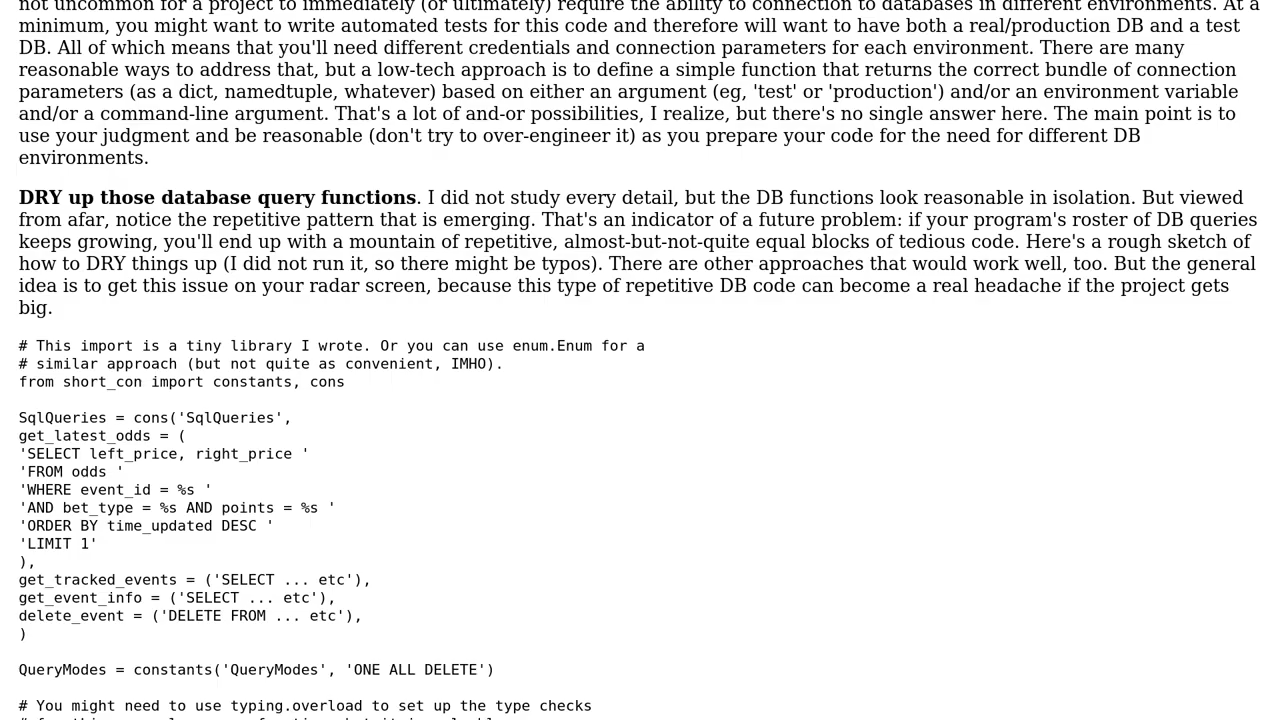 not uncommon for a project to immediately (or ultimately) require the ability to connection to databases in different environments. At a
minimum, you might want to write automated tests for this code and therefore will want to have both a real/production DB and a test
DB. All of which means that you'll need different credentials and connection parameters for each environment. There are many
reasonable ways to address that, but a low-tech approach is to define a simple function that returns the correct bundle of connection
parameters (as a dict, namedtuple, whatever) based on either an argument (eg, 'test' or 'production') and/or an environment variable
and/or a command-line argument. That's a lot of and-or possibilities, I realize, but there's no single answer here. The main point is to
use your judgment and be reasonable (don't try to over-engineer it) as you prepare your code for the need for different DB
environments.
DRY up those database query functions. I did not study every detail, but the DB functions look reasonable in isolation. But viewed
from afar, notice the repetitive pattern that is emerging. That's an indicator of a future problem: if your program's roster of DB queries
keeps growing, you'll end up with a mountain of repetitive, almost-but-not-quite equal blocks of tedious code. Here's a rough sketch of
how to DRY things up (I did not run it, so there might be typos). There are other approaches that would work well, too. But the general
idea is to get this issue on your radar screen, because this type of repetitive DB code can become a real headache if the project gets
big.
# This import is a tiny library I wrote. Or you can use enum.Enum for a
# similar approach (but not quite as convenient, IMHO).
from short_con import constants, cons
SqlQueries = cons('SqlQueries',
get_latest_odds = (
'SELECT left_price, right_price '
'FROM odds '
'WHERE event_id = %s '
'AND bet_type = %s AND points = %s '
'ORDER BY time_updated DESC '
'LIMIT 1'
),
get_tracked_events = ('SELECT ... etc'),
get_event_info = ('SELECT ... etc'),
delete_event = ('DELETE FROM ... etc'),
)
QueryModes = constants('QueryModes', 'ONE ALL DELETE')
# You might need to use typing.overload to set up the type checks